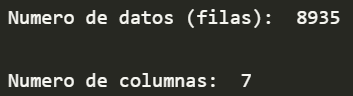 Numero de datos (filas):  8935
Numero de columnas:  7